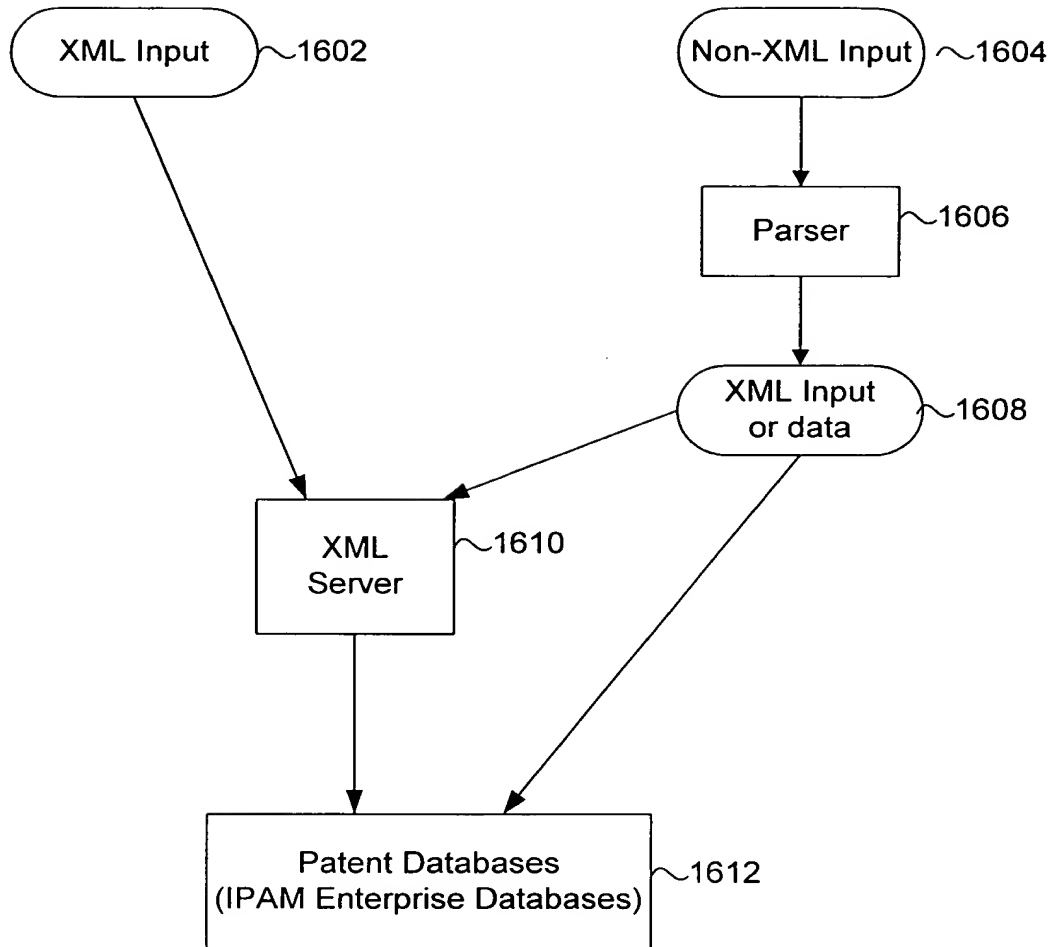 XML Input
1602
Non-XML Input
1604
Parser
1606
XML Input
or data
1608
XML
Server
1610
Patent Databases
(IPAM Enterprise Databases)
1612